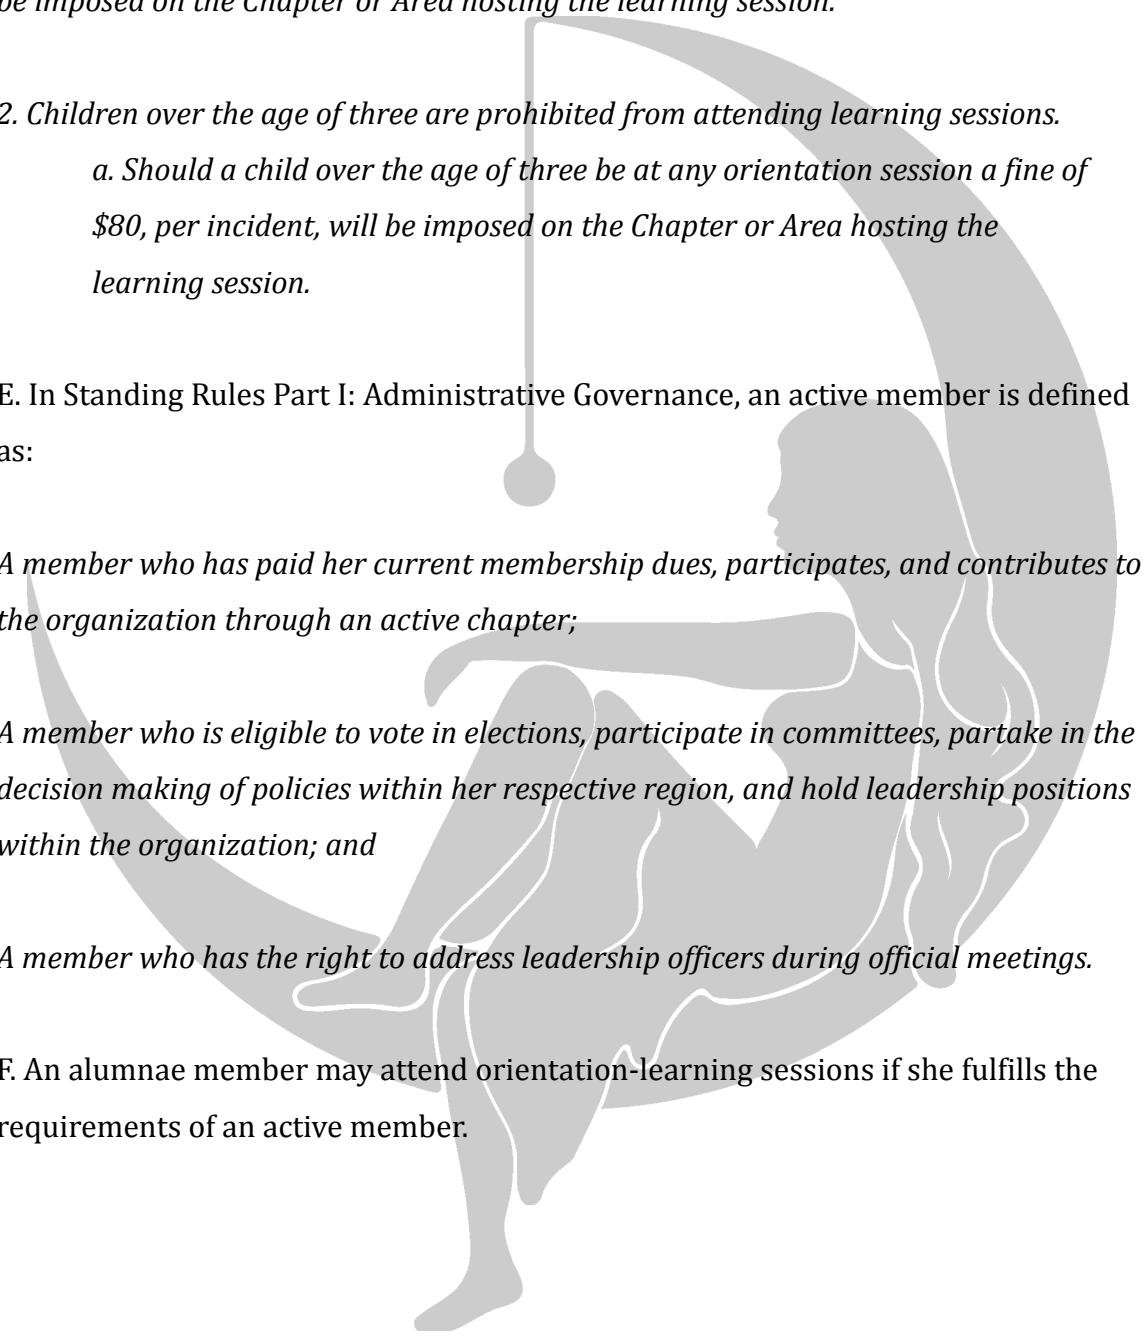 be imposed on the Chapter or Area hosting the learning session.
2. Children over the age of three are prohibited from attending learning sessions.
a. Should a child over the age of three be at any orientation session a fine of
$80, per incident, will be imposed on the Chapter or Area hosting the
learning session.
E. In Standing Rules Part I: Administrative Governance, an active member is defined
as:
A member who has paid her current membership dues, participates, and contributes to
the organization through an active chapter;
A member who is eligible to vote in elections, participate in committees, partake in the
decision making of policies within her respective region, and hold leadership positions
within the organization; and
A member who has the right to address leadership officers during official meetings.
F. An alumnae member may attend orientation-learning sessions if she fulfills the
requirements of an active member.